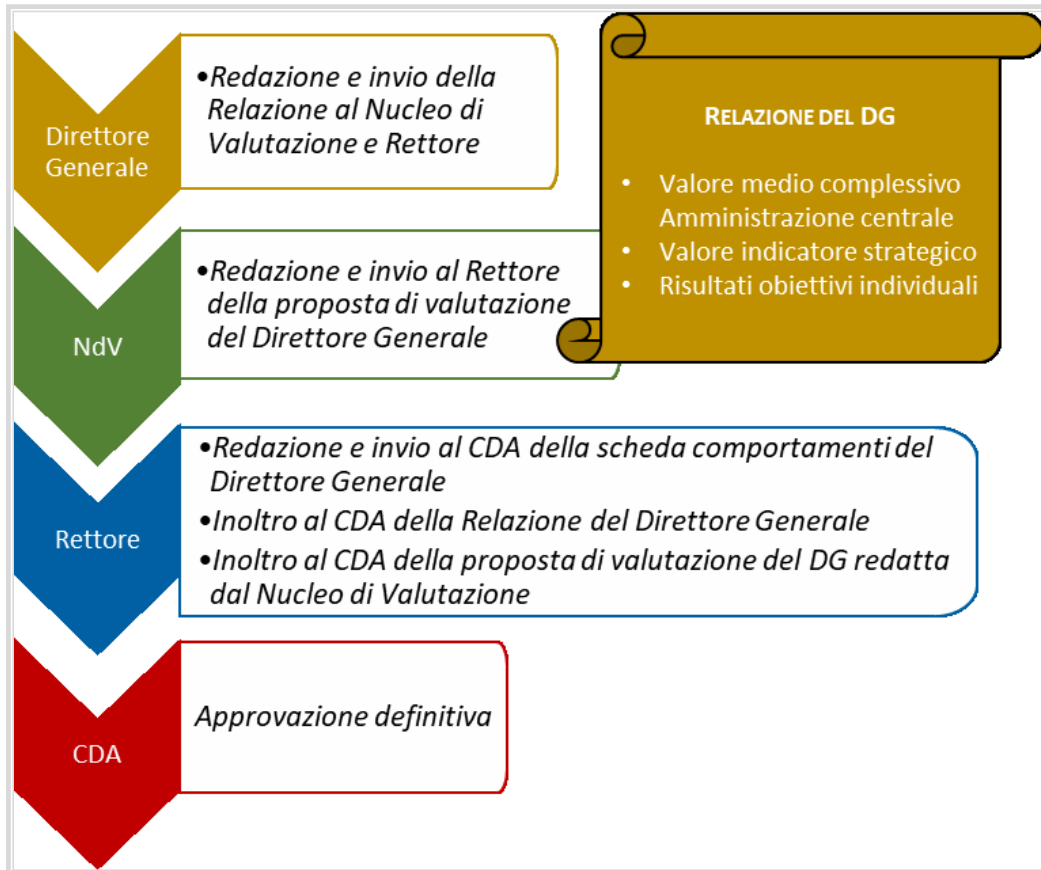 Direttore
Generale
•Redazione e invio della
Relazione al Nucleo di
Valutazione e Rettore
RELAZIONE DEL DG
• Valore medio complessivo
Amministrazione centrale
• Valore indicatore strategico
• Risultati obiettivi individuali
NdV
•Redazione e invio al Rettore
della proposta di valutazione
del Direttore Generale
Rettore
•Redazione e invio al CDA della scheda comportamenti del
Direttore Generale
•Inoltro al CDA della Relazione del Direttore Generale
•Inoltro al CDA della proposta di valutazione del DG redatta
dal Nucleo di Valutazione
CDA
Approvazione definitiva